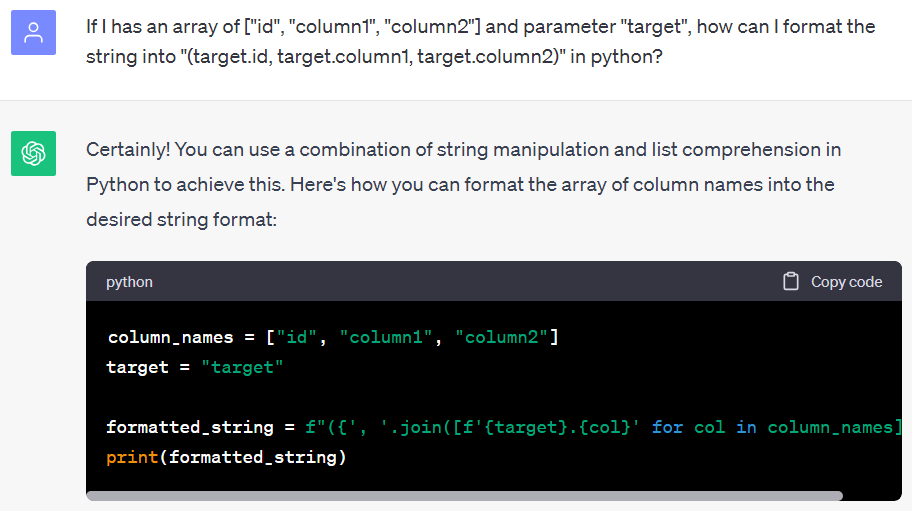 If I has an array of ["id", "column1", "column2"] and parameter "target", how can I format the
string into "(target.id, target.column1, target.column2)" in python?
Certainly! You can use a combination of string manipulation and list comprehension in
Python to achieve this. Here's how you can format the array of column names into the
desired string format:
python
Copy code
column_names = ["id", "column1", "column2"]
target = "target"
formatted_string = f"({', '.join([f'{target}.{col}' for col in column_names]
print(formatted_string)